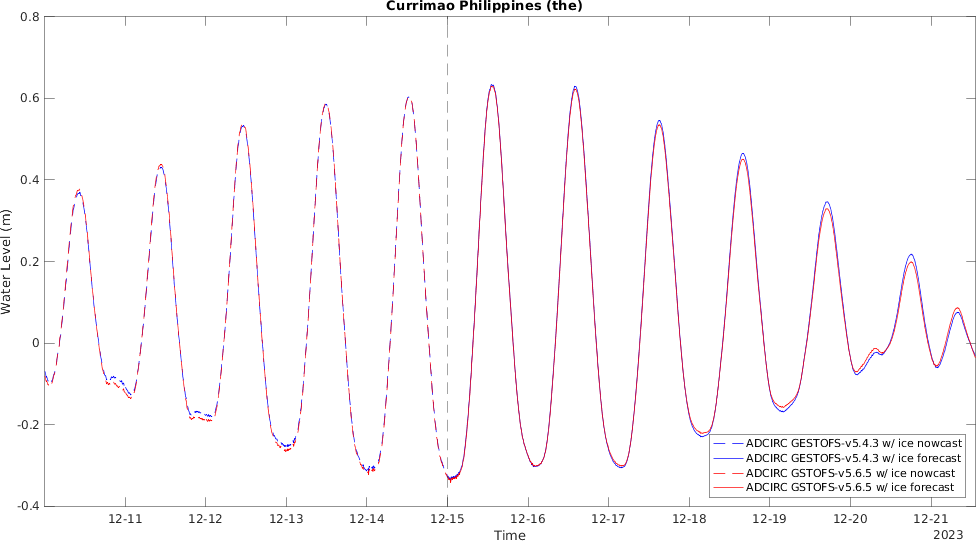 Currimao Philippines (the)
0.8
0.6
0.4
0.2
0
-0.2
-0.4
Water Level (m)
12-11 12-12 12-13 12-14 12-15 12-16 12-17 12-18 12-19 12-20 12-21
Time
2023
ADCIRC GESTOFS-v5.4.3 w/ ice nowcast
ADCIRC GESTOFS-v5.4.3 w/ ice forecast
ADCIRC GSTOFS-v5.6.5 w/ ice nowcast
ADCIRC GSTOFS-v5.6.5 w/ ice forecast